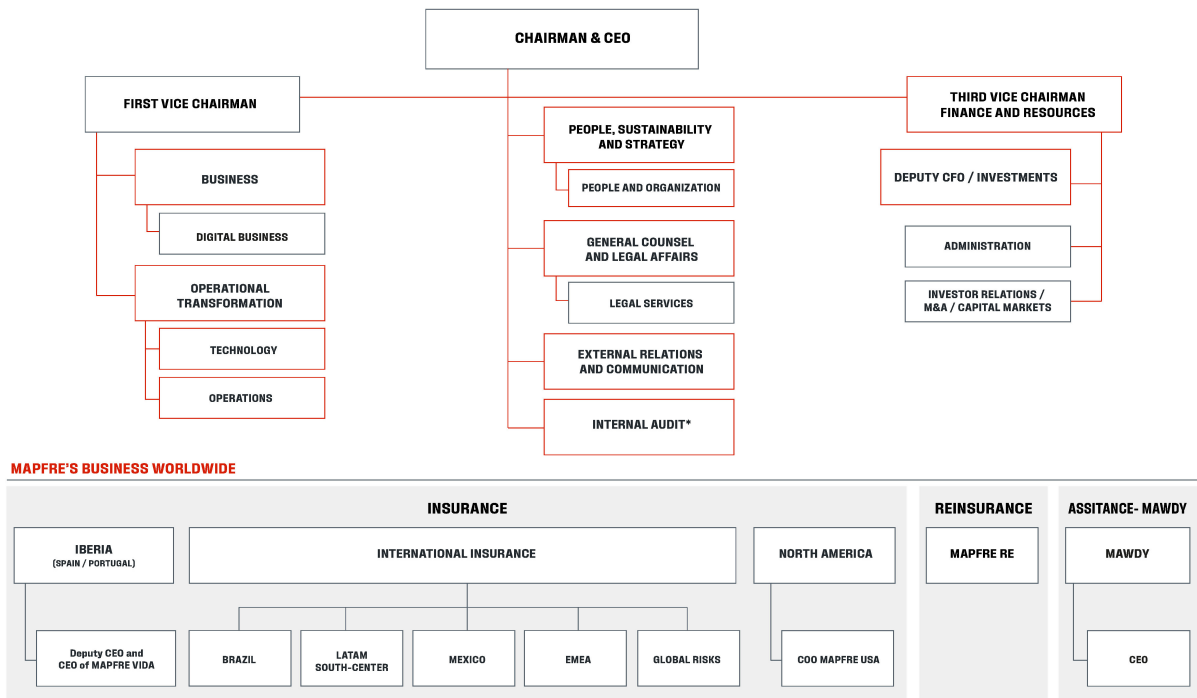 CHAIRMAN & CEO
FIRST VICE CHAIRMAN
BUSINESS
DIGITAL BUSINESS
OPERATIONAL
TRANSFORMATION
TECHNOLOGY
OPERATIONS
PEOPLE, SUSTAINABILITY
AND STRATEGY
PEOPLE AND ORGANIZATION
GENERAL COUNSEL
AND LEGAL AFFAIRS
LEGAL SERVICES
EXTERNAL RELATIONS
AND COMMUNICATION
INTERNAL AUDIT*
THIRD VICE CHAIRMAN
FINANCE AND RESOURCES
DEPUTY CFO / INVESTMENTS
ADMINISTRATION
INVESTOR RELATIONS /
M&A / CAPITAL MARKETS
MAPFRE'S BUSINESS WORLDWIDE
INSURANCE
IBERIA
(SPAIN / PORTUGAL)
Deputy CEO and
CEO of MAPFRE VIDA
INTERNATIONAL INSURANCE
BRAZIL
LATAM
SOUTH-CENTER
MEXICO
EMEA
GLOBAL RISKS
NORTH AMERICA
COO MAPFRE USA
REINSURANCE
MAPFRE RE
ASSITANCE- MAWDY
MAWDY
CEO